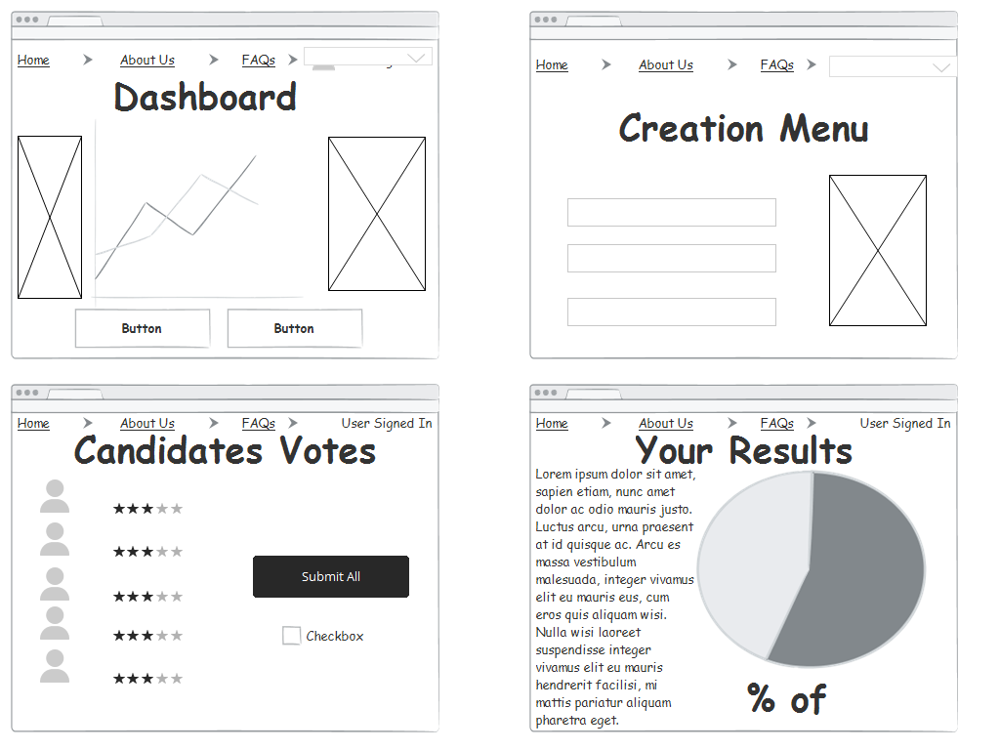 Home About Us FAQs
Dashboard
Button Button
Home About Us FAQs
Creation Menu
Home About Us FAQs User Signed In
Candidates Votes
Submit All
Checkbox
Home About Us FAQs User Signed In
Your Results
Lorem ipsum dolor sit amet,
sapien etiam, nunc amet
dolor ac odio mauris justo.
Luctus arcu, urna praesent
at id quisque ac. Arcu es
massa vestibulum
malesuada, integer vivamus
elit eu mauris eus, cum
eros quis aliquam wisi.
Nulla wisi laoreet
suspendisse integer
vivamus elit eu mauris
hendrerit facilisi, mi
mattis pariatur aliquam
pharetra eget.
% of